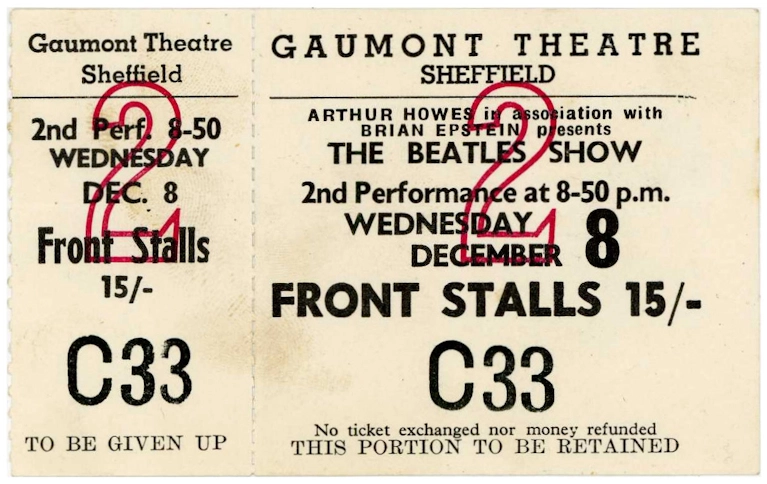 Gaumont Theatre
Sheffield
2nd Perf. 8-50
WEDNESDAY
DEC. 8
Front Stalls
15/-
C33
TO BE GIVEN UP
2
GAUMONT THEATRE
SHEFFIELD
ARTHUR HOWES in association with
BRIAN EPSTEIN presents
THE BEATLES SHOW
2nd Performance at 8-50 p.m.
WEDNESDAY
DECEMBER 8
FRONT STALLS 15/-
C33
No ticket exchanged nor money refunded
THIS PORTION TO BE RETAINED
2